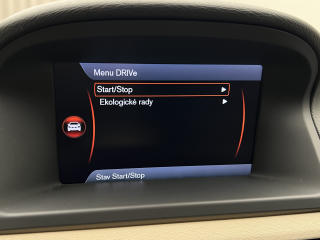 Menu DRIVe
Start/Stop
Ekologické rady
Stav Start/Stop